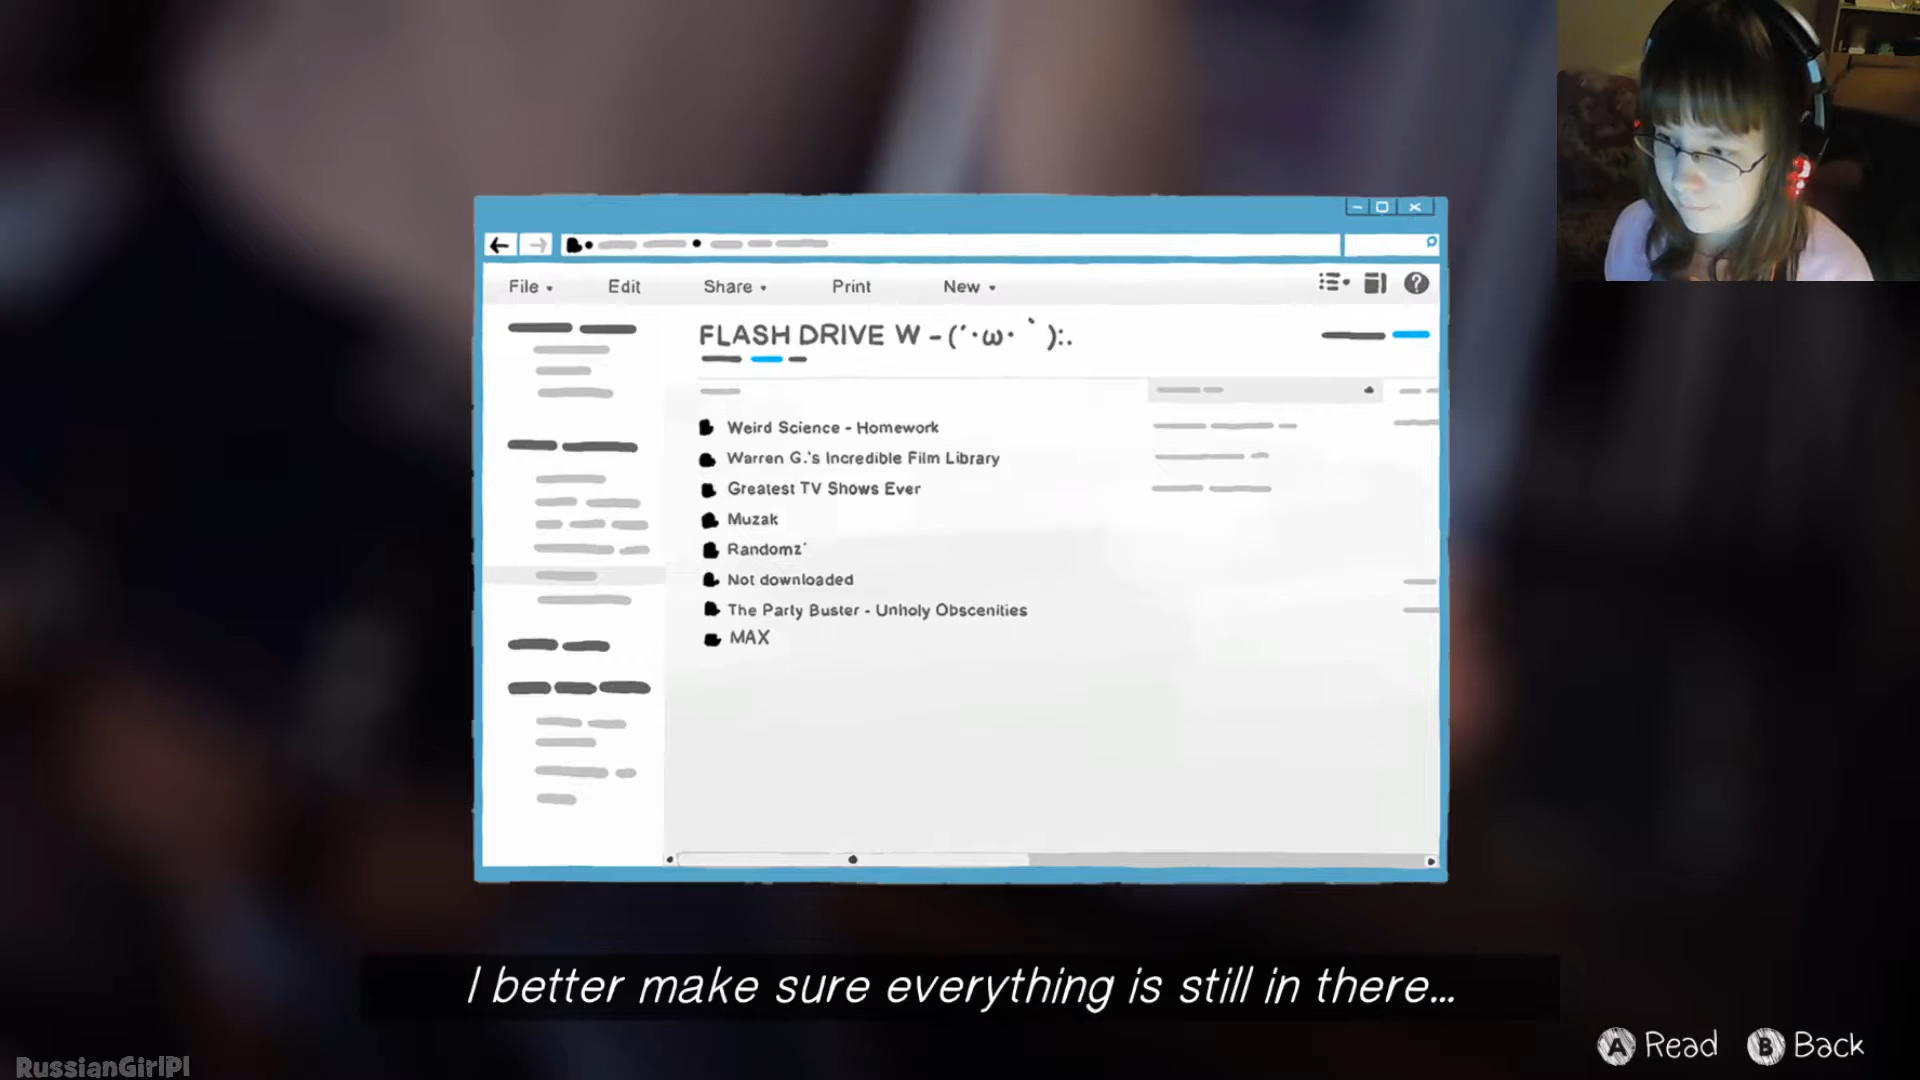 File Edit Share Print New
FLASH DRIVE W - (´·ω·`):.
Weird Science - Homework
Warren G.'s Incredible Film Library
Greatest TV Shows Ever
Muzak
Randomz'
Not downloaded
The Party Buster - Unholy Obscenities
MAX
I better make sure everything is still in there...
A Read B Back
RussianGirlPl